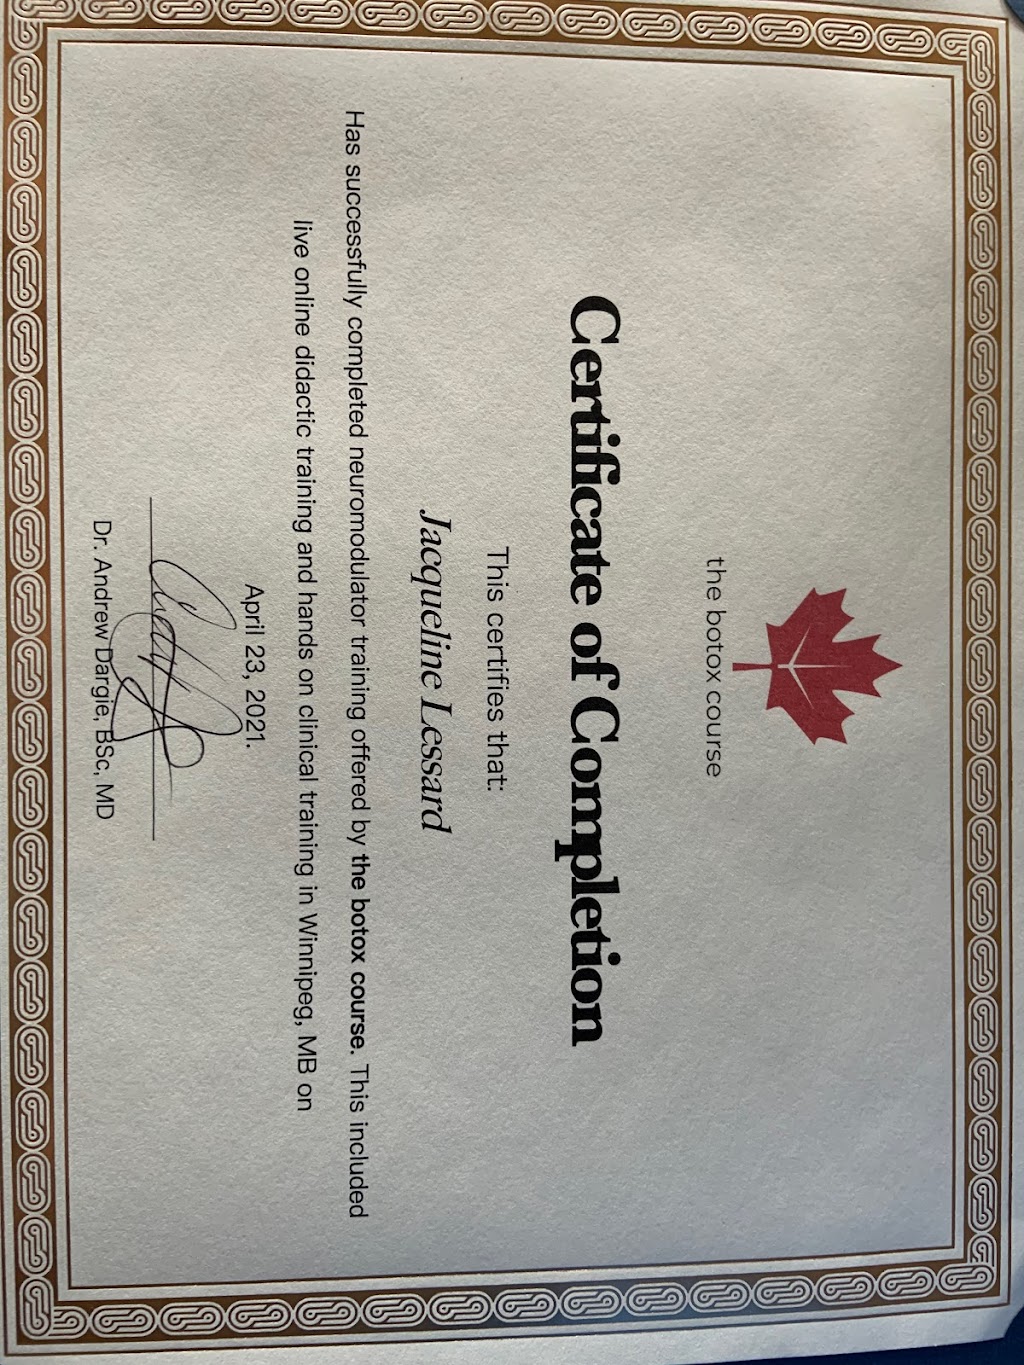 the botox course
Certificate of Completion
This certifies that:
Jacqueline Lessard
Has successfully completed neuromodulator training offered by the botox course. This included
live online didactic training and hands on clinical training in Winnipeg, MB on
April 23, 2021.
Dr. Andrew Dargie, BSc, MD